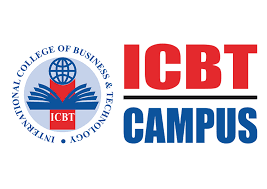 INTERNATIONAL COLLEGE OF BUSINESS & TECHNOLOGY
ICBT
ICBT
CAMPUS